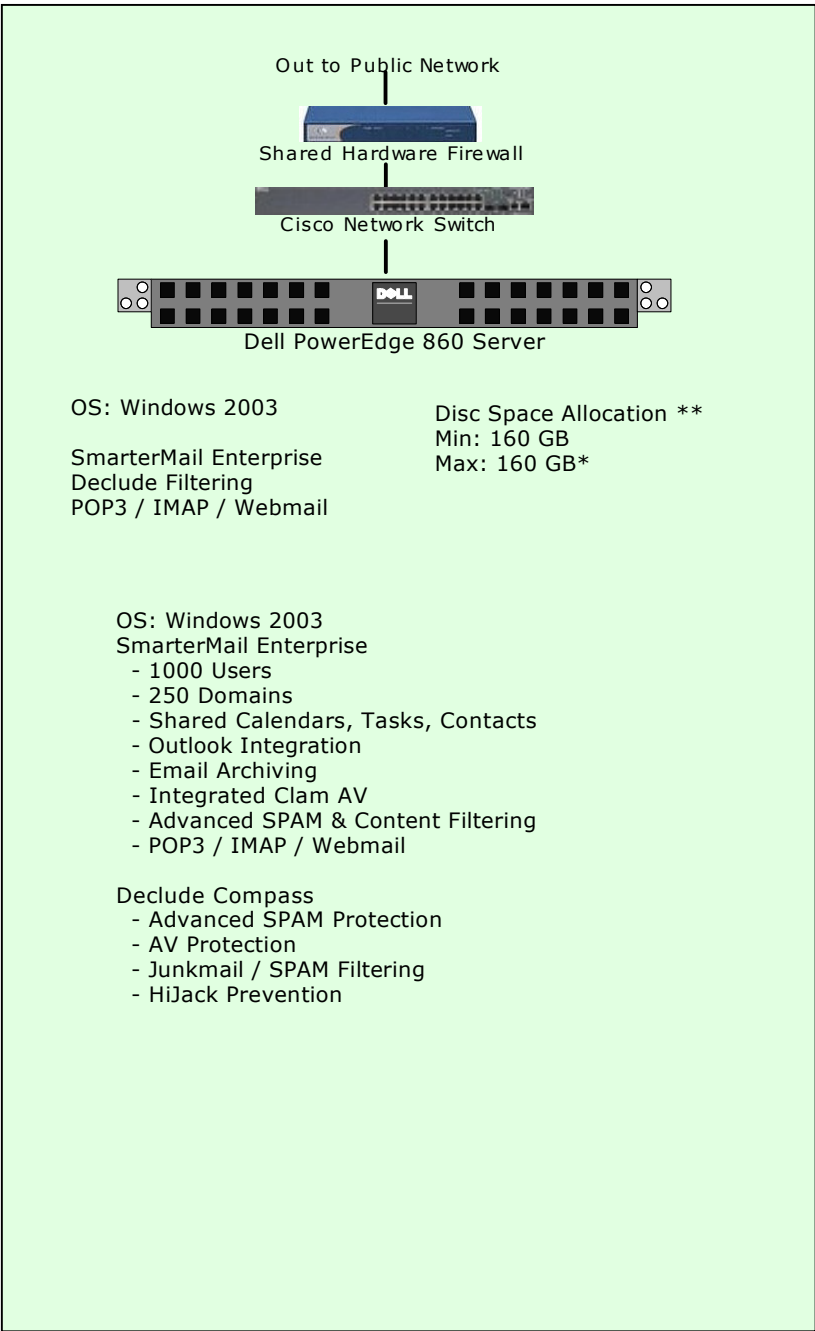 Out to Public Network
Shared Hardware Firewall
Cisco Network Switch
DELL
Dell PowerEdge 860 Server
OS: Windows 2003
SmarterMail Enterprise
Declude Filtering
POP3 / IMAP / Webmail
Disc Space Allocation **
Min: 160 GB
Max: 160 GB*
OS: Windows 2003
SmarterMail Enterprise
- 1000 Users
- 250 Domains
- Shared Calendars, Tasks, Contacts
- Outlook Integration
- Email Archiving
- Integrated Clam AV
- Advanced SPAM & Content Filtering
- POP3 / IMAP / Webmail
Declude Compass
- Advanced SPAM Protection
- AV Protection
- Junkmail / SPAM Filtering
- HiJack Prevention